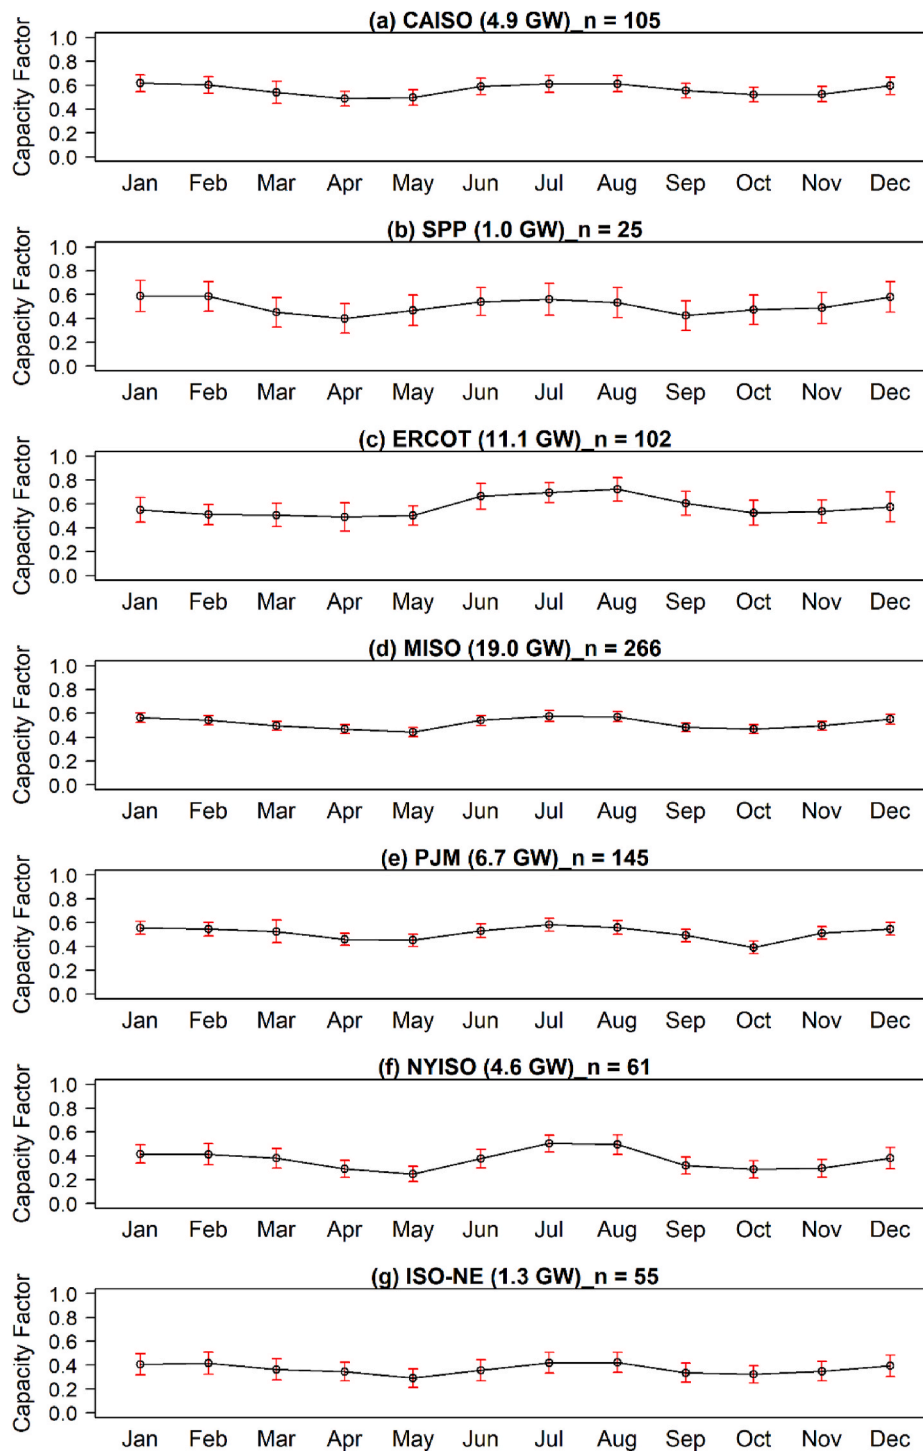 (a) CAISO (4.9 GW)_n = 105
Capacity Factor
1.0
0.8
0.6
0.4
0.2
0.0
Jan Feb Mar Apr May Jun Jul Aug Sep Oct Nov Dec
(b) SPP (1.0 GW)_n = 25
Capacity Factor
1.0
0.8
0.6
0.4
0.2
0.0
Jan Feb Mar Apr May Jun Jul Aug Sep Oct Nov Dec
(c) ERCOT (11.1 GW)_n = 102
Capacity Factor
1.0
0.8
0.6
0.4
0.2
0.0
Jan Feb Mar Apr May Jun Jul Aug Sep Oct Nov Dec
(d) MISO (19.0 GW)_n = 266
Capacity Factor
1.0
0.8
0.6
0.4
0.2
0.0
Jan Feb Mar Apr May Jun Jul Aug Sep Oct Nov Dec
(e) PJM (6.7 GW)_n = 145
Capacity Factor
1.0
0.8
0.6
0.4
0.2
0.0
Jan Feb Mar Apr May Jun Jul Aug Sep Oct Nov Dec
(f) NYISO (4.6 GW)_n = 61
Capacity Factor
1.0
0.8
0.6
0.4
0.2
0.0
Jan Feb Mar Apr May Jun Jul Aug Sep Oct Nov Dec
(g) ISO-NE (1.3 GW)_n = 55
Capacity Factor
1.0
0.8
0.6
0.4
0.2
0.0
Jan Feb Mar Apr May Jun Jul Aug Sep Oct Nov Dec